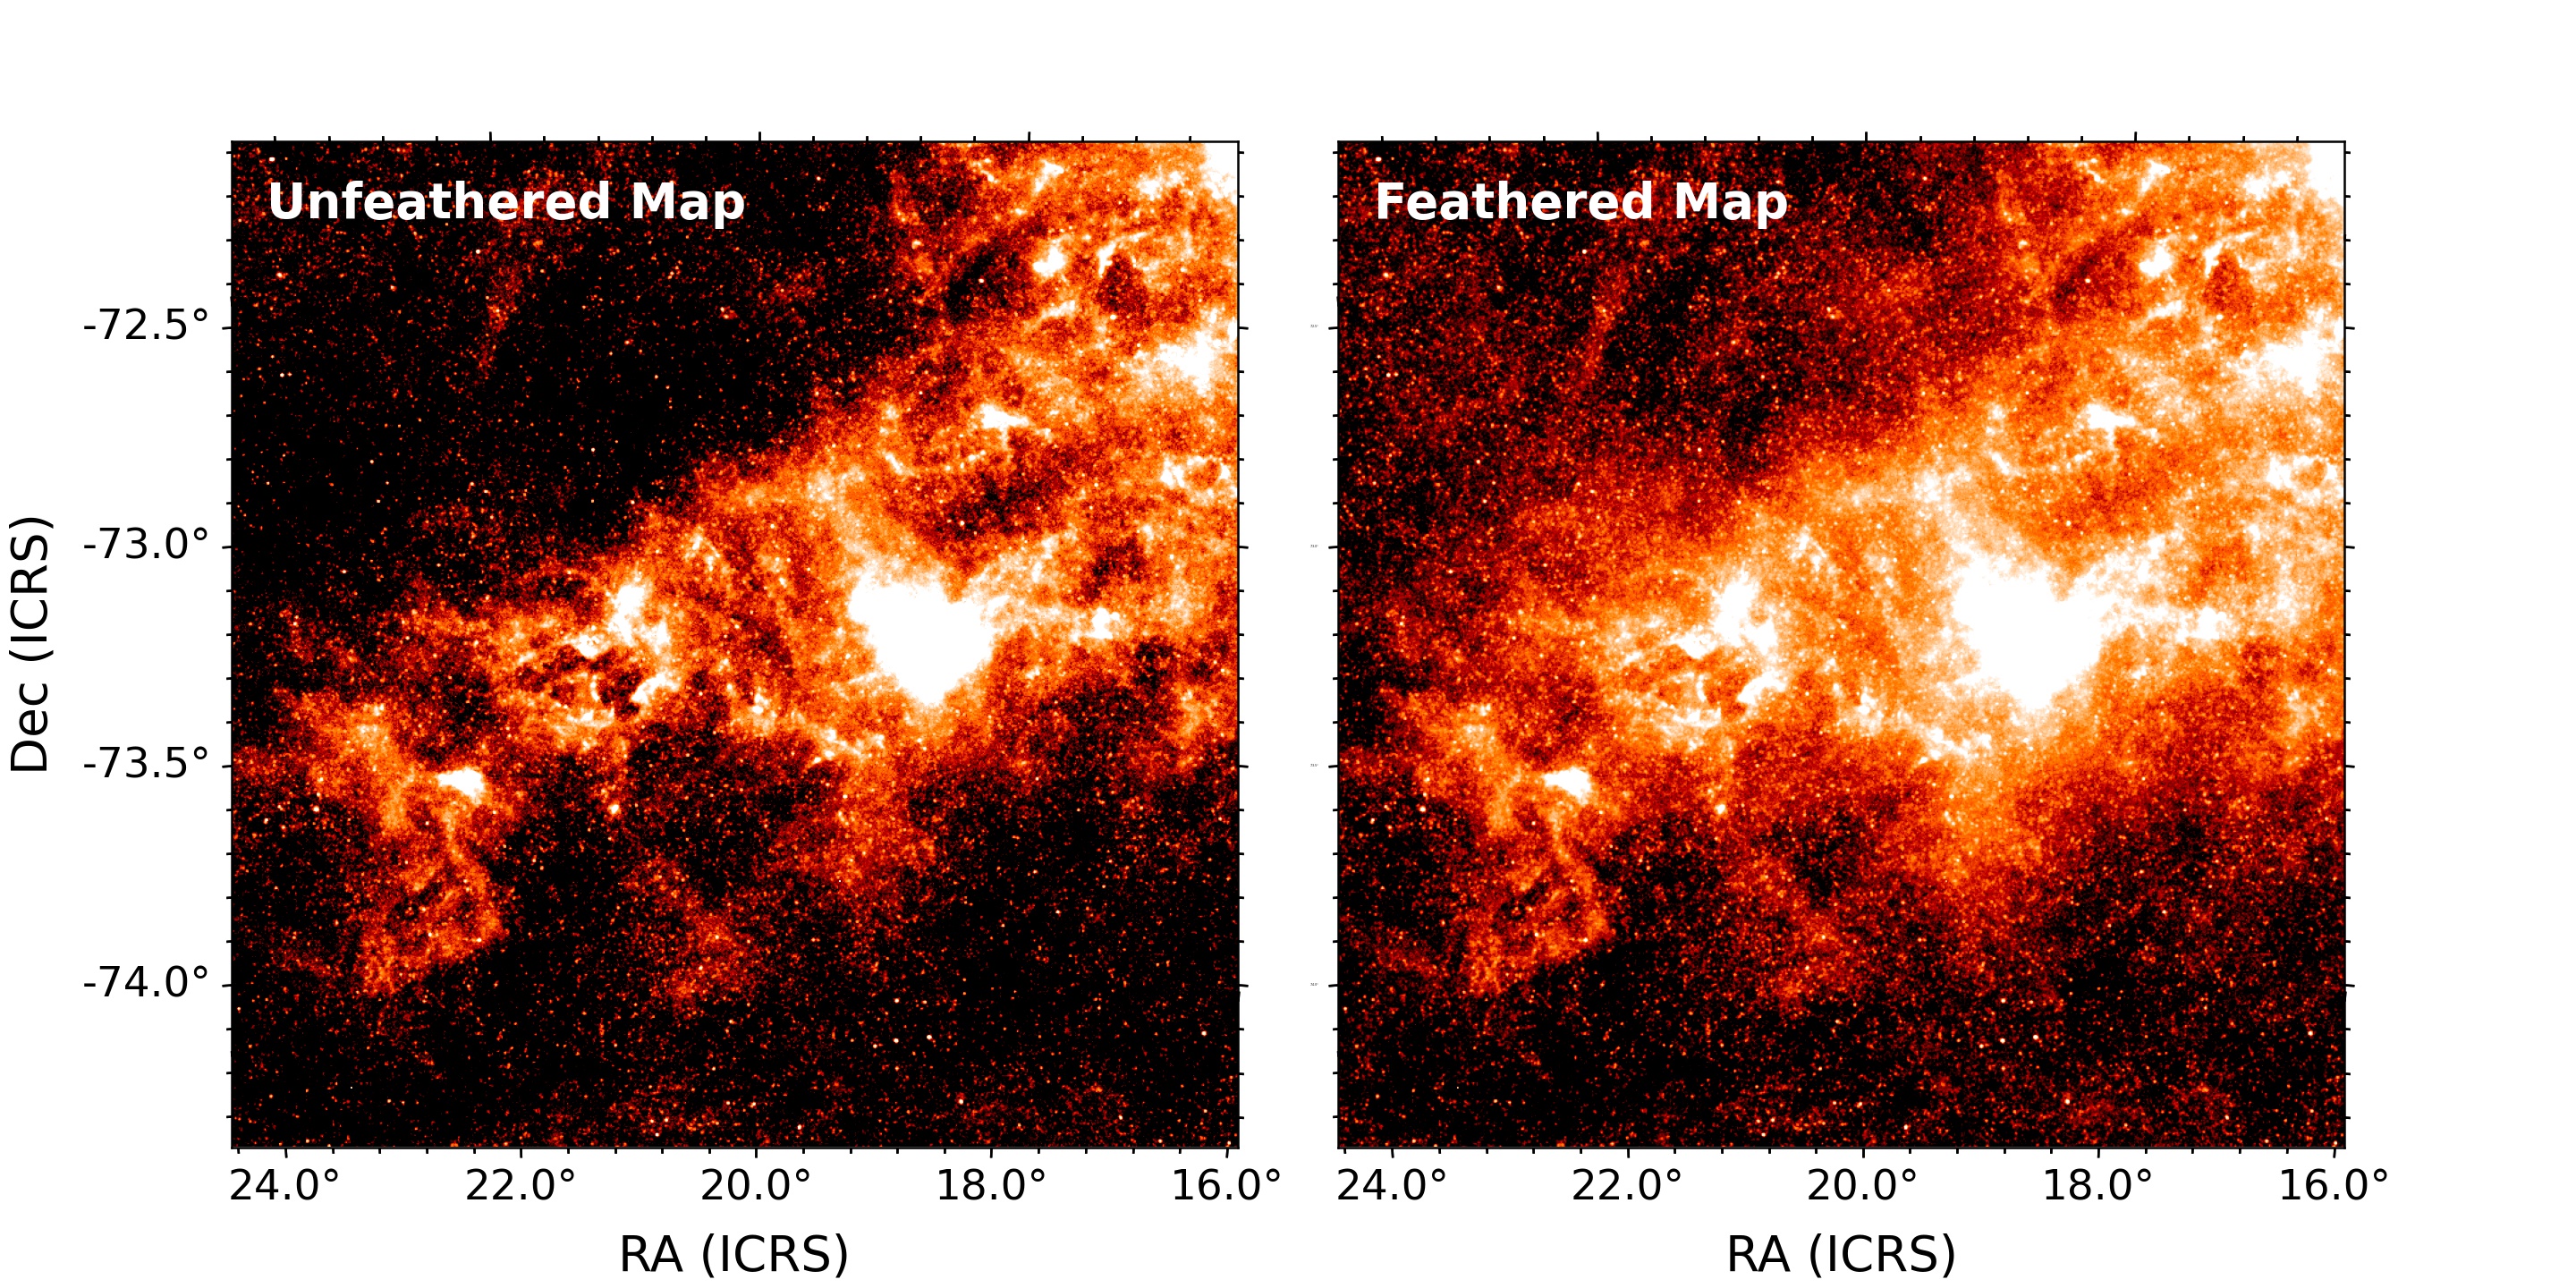 Unfeathered Map
Feathered Map
Dec (ICRS)
-72.5°
-73.0°
-73.5°
-74.0°
24.0° 22.0° 20.0° 18.0° 16.0°
24.0° 22.0° 20.0° 18.0° 16.0°
RA (ICRS)
RA (ICRS)